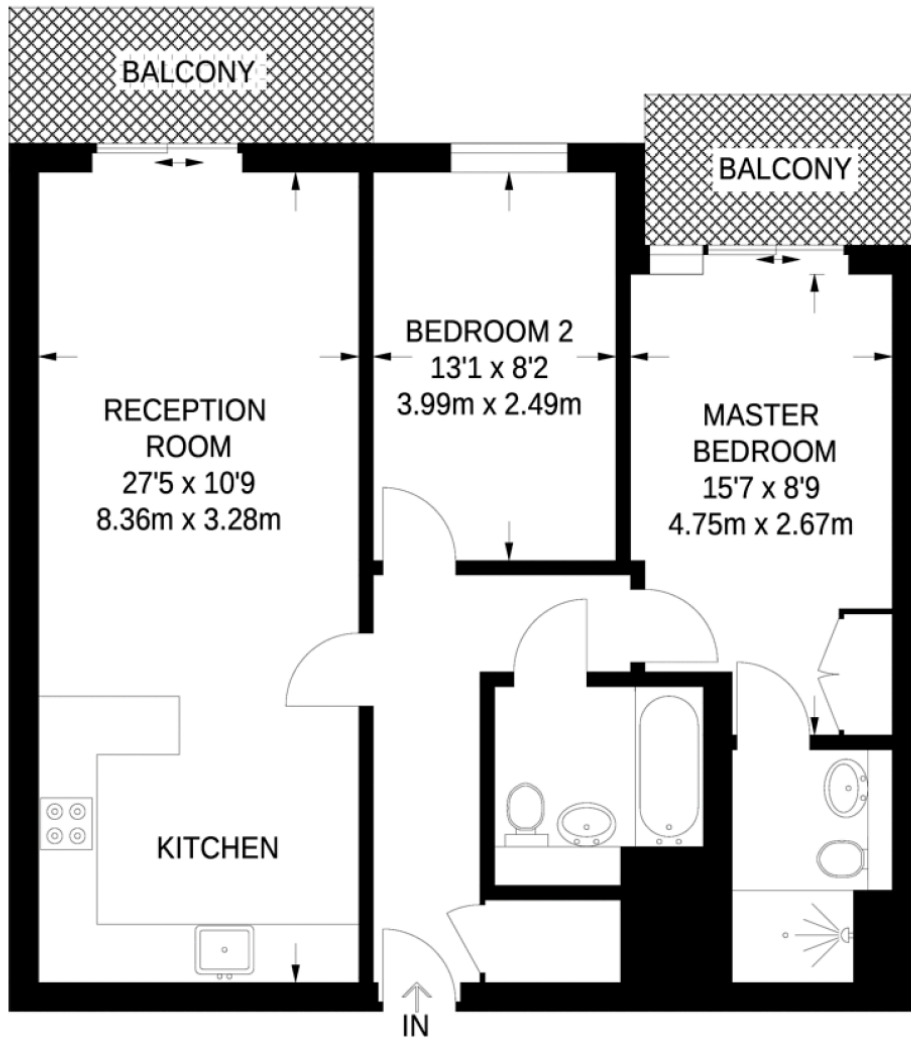 BALCONY
BALCONY
BEDROOM 2
13'1 x 8'2
3.99m x 2.49m
RECEPTION
ROOM
27'5 x 10'9
8.36m x 3.28m
MASTER
BEDROOM
15'7 x 8'9
4.75m x 2.67m
KITCHEN
IN